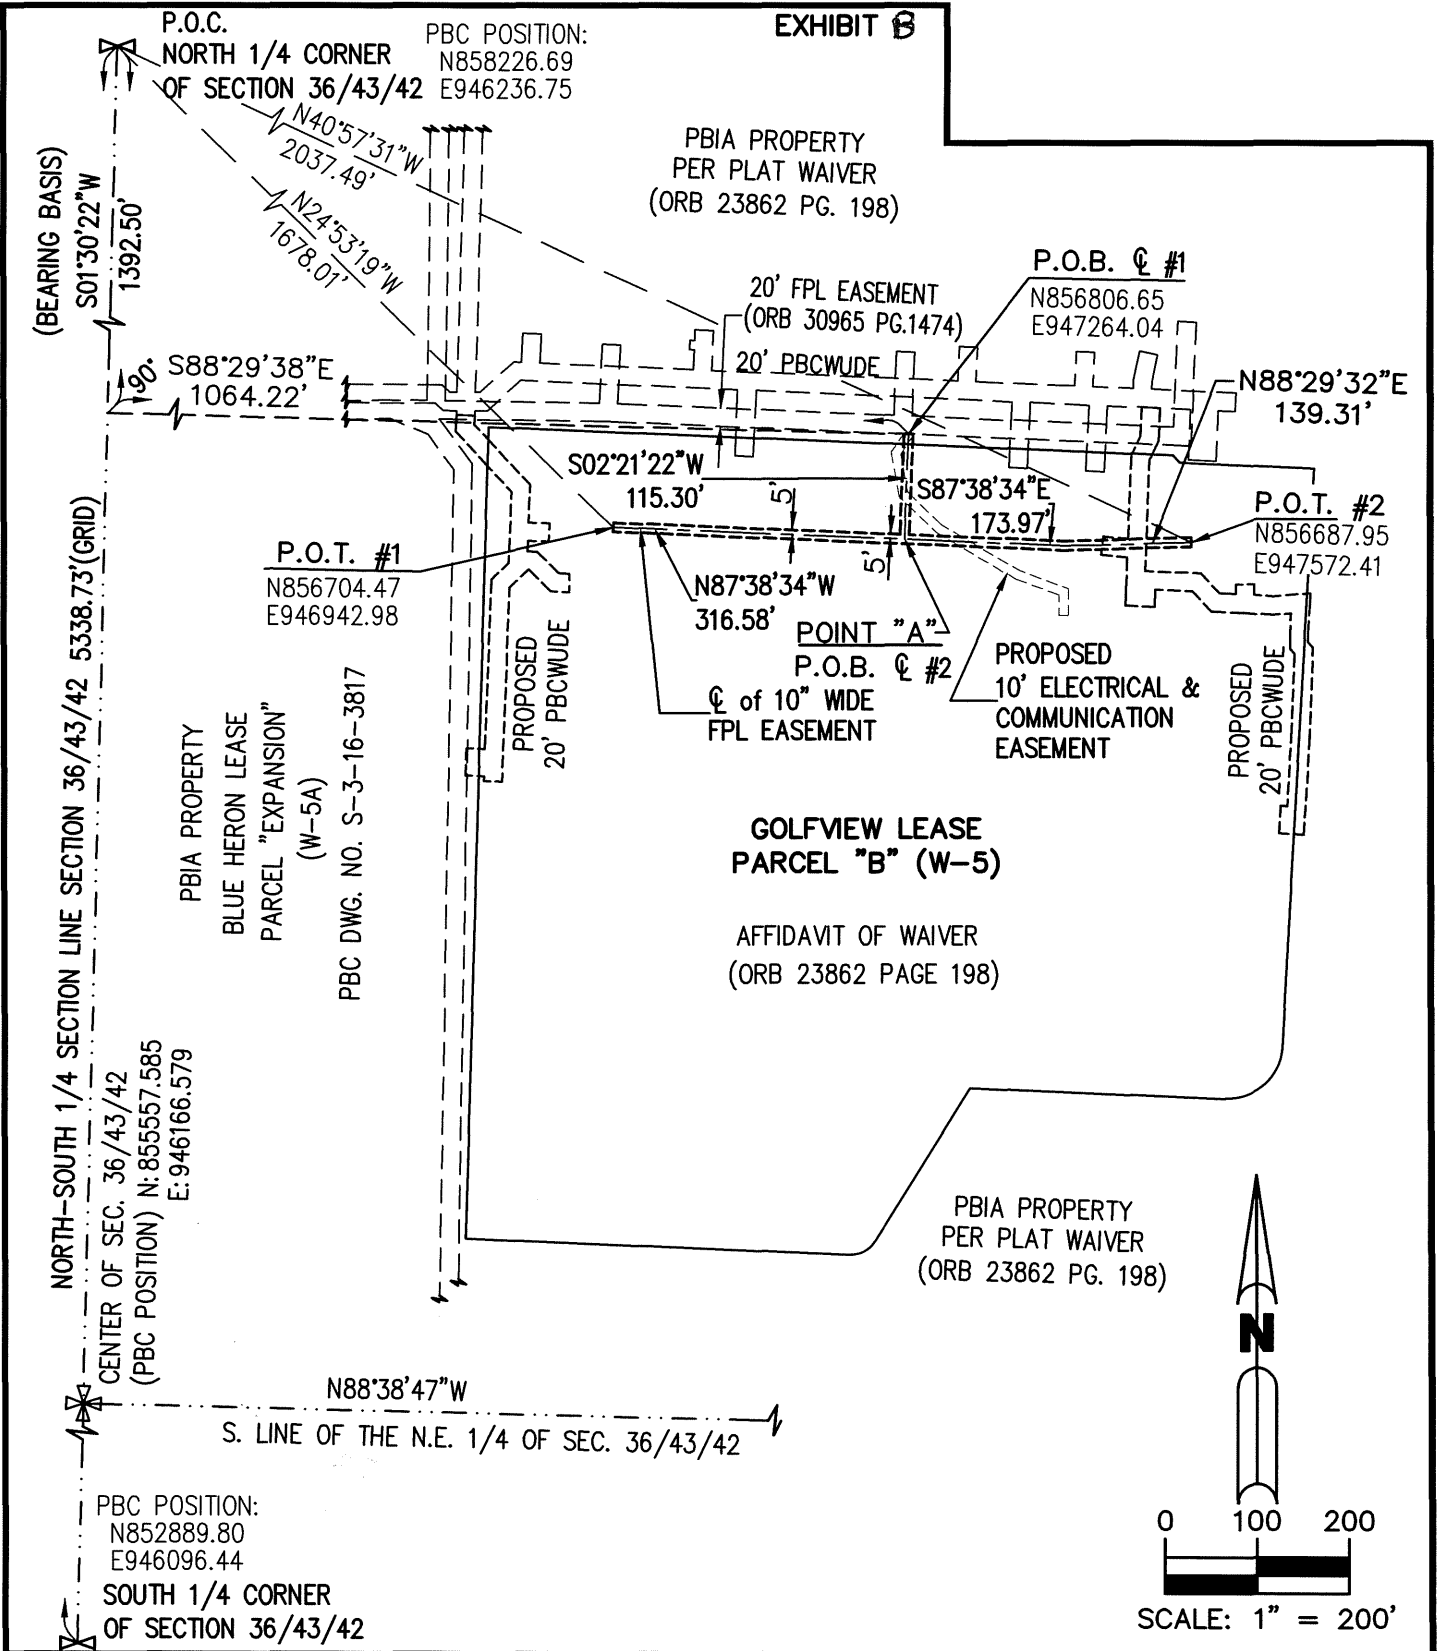 EXHIBIT B
P.O.C.
NORTH 1/4 CORNER
OF SECTION 36/43/42
PBC POSITION:
N858226.69
E946236.75
N40°57'31"W
2037.49'
N24°53'19"W
1678.01'
(BEARING BASIS)
S01°30'22"W
1392.50'
PBIA PROPERTY
PER PLAT WAIVER
(ORB 23862 PG. 198)
P.O.B. ℄ #1
N856806.65
E947264.04
20' FPL EASEMENT
(ORB 30965 PG.1474)
20' PBCWUDE
90°
S88°29'38"E
1064.22'
N88°29'32"E
139.31'
S02°21'22"W
115.30'
S87°38'34"E
173.97'
5'
5'
P.O.T. #2
N856687.95
E947572.41
P.O.T. #1
N856704.47
E946942.98
N87°38'34"W
316.58'
POINT "A"
P.O.B. ℄ #2
℄ of 10" WIDE
FPL EASEMENT
PROPOSED
10' ELECTRICAL &
COMMUNICATION
EASEMENT
PROPOSED
20' PBCWUDE
PROPOSED
20' PBCWUDE
NORTH-SOUTH 1/4 SECTION LINE SECTION 36/43/42 5338.73'(GRID)
PBIA PROPERTY
BLUE HERON LEASE
PARCEL "EXPANSION"
(W-5A)
PBC DWG. NO. S-3-16-3817
GOLFVIEW LEASE
PARCEL "B" (W-5)
AFFIDAVIT OF WAIVER
(ORB 23862 PAGE 198)
CENTER OF SEC. 36/43/42
(PBC POSITION) N:855557.585
E:946166.579
PBIA PROPERTY
PER PLAT WAIVER
(ORB 23862 PG. 198)
N
N88°38'47"W
S. LINE OF THE N.E. 1/4 OF SEC. 36/43/42
PBC POSITION:
N852889.80
E946096.44
SOUTH 1/4 CORNER
OF SECTION 36/43/42
0 100 200
SCALE: 1" = 200'